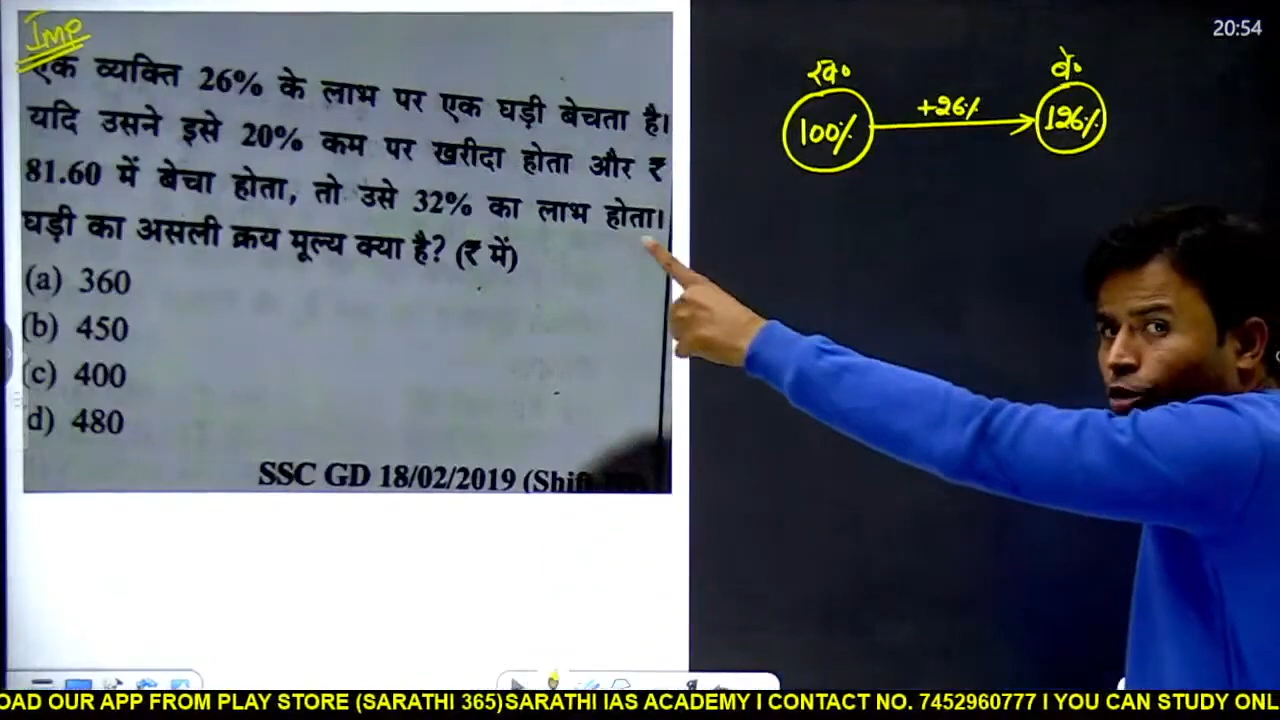 Imp
एक व्यक्ति 26% के लाभ पर एक घड़ी बेचता है।
यदि उसने इसे 20% कम पर खरीदा होता और ₹
81.60 में बेचा होता, तो उसे 32% का लाभ होता।
घड़ी का असली क्रय मूल्य क्या है? (₹ में)
(a) 360
(b) 450
(c) 400
d) 480
SSC GD 18/02/2019 (Shif
20:54
ख॰ बे॰
100% +26% 126%
OAD OUR APP FROM PLAY STORE (SARATHI 365)SARATHI IAS ACADEMY I CONTACT NO. 7452960777 I YOU CAN STUDY ONL